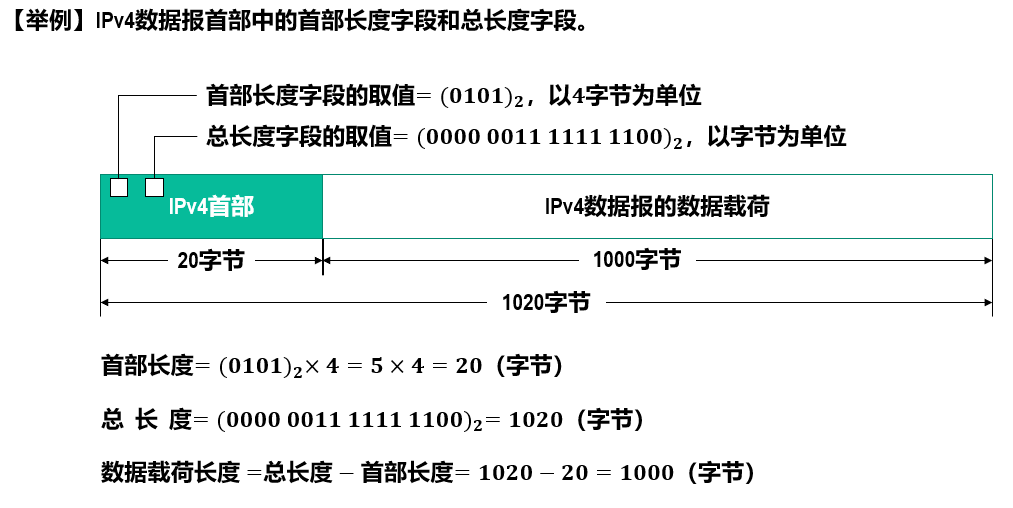 【举例】IPv4数据报首部中的首部长度字段和总长度字段。
首部长度字段的取值= (0101)₂，以4字节为单位
总长度字段的取值= (0000 0011 1111 1100)₂，以字节为单位
IPv4首部 IPv4数据报的数据载荷
20字节 1000字节
1020字节
首部长度= (0101)₂× 4 = 5 × 4 = 20（字节）
总 长 度= (0000 0011 1111 1100)₂= 1020（字节）
数据载荷长度 =总长度 − 首部长度= 1020 − 20 = 1000（字节）